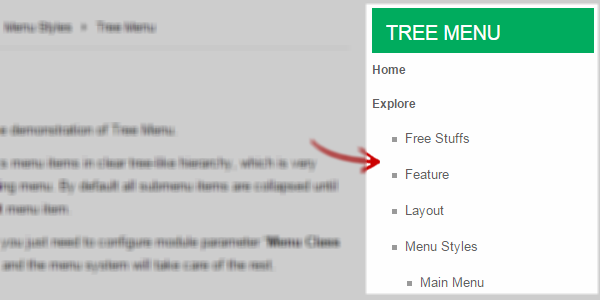 Menu Styles • Tree Menu
e demonstration of Tree Menu.
s menu items in clear tree-like hierarchy, which is very
ng menu. By default all submenu items are collapsed until
menu item.
you just need to configure module parameter "Menu Class
and the menu system will take care of the rest.
TREE MENU
Home
Explore
Free Stuffs
Feature
Layout
Menu Styles
Main Menu